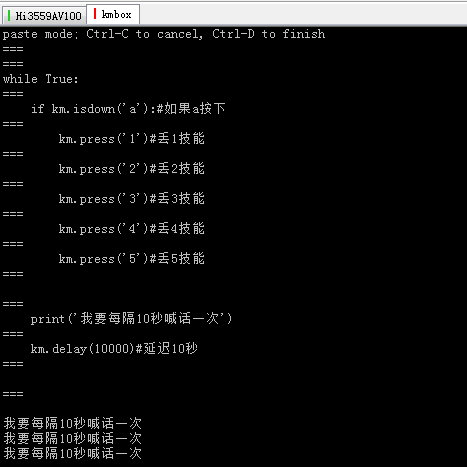 Hi3559AV100 kmbox
paste mode; Ctrl-C to cancel, Ctrl-D to finish
===
===
while True:
===
    if km.isdown('a'):#如果a按下
===
        km.press('1')#丢1技能
===
        km.press('2')#丢2技能
===
        km.press('3')#丢3技能
===
        km.press('4')#丢4技能
===
        km.press('5')#丢5技能
===
===
    print('我要每隔10秒喊话一次')
===
    km.delay(10000)#延迟10秒
===
===
我要每隔10秒喊话一次
我要每隔10秒喊话一次
我要每隔10秒喊话一次